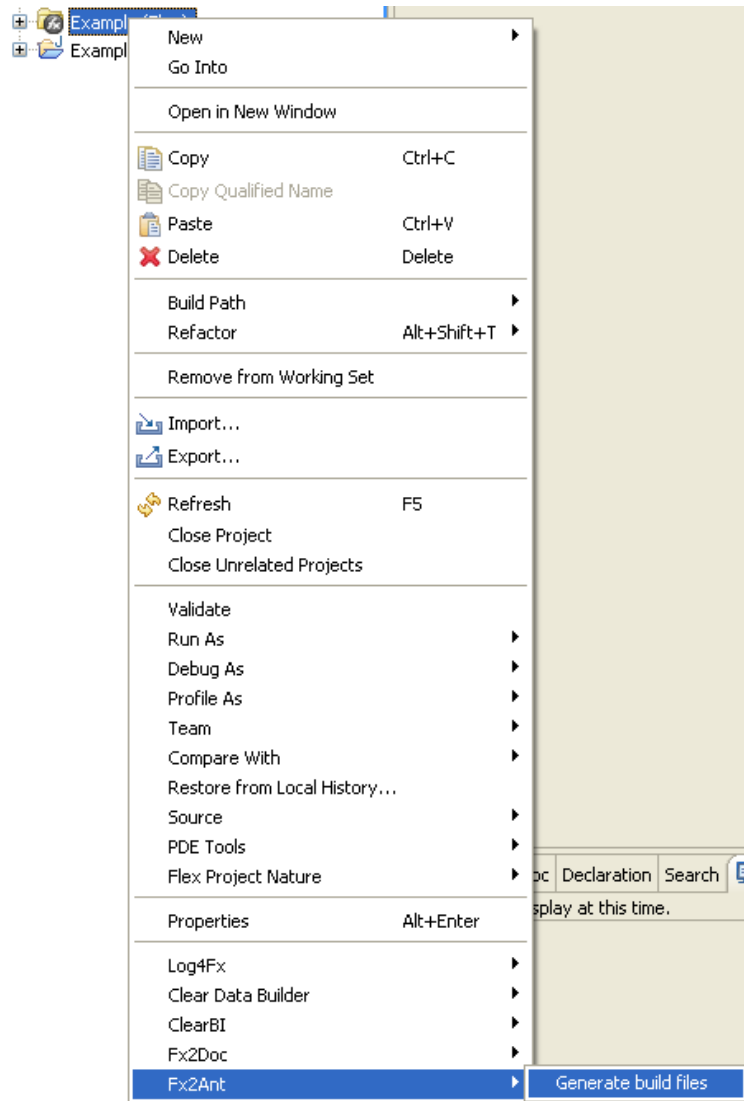 Example
New
Exampl
Go Into
Open in New Window
Copy Ctrl+C
Copy Qualified Name
Paste Ctrl+V
Delete Delete
Build Path
Refactor Alt+Shift+T
Remove from Working Set
Import...
Export...
Refresh F5
Close Project
Close Unrelated Projects
Validate
Run As
Debug As
Profile As
Team
Compare With
Restore from Local History...
Source
PDE Tools
Flex Project Nature
oc Declaration Search
Properties Alt+Enter
splay at this time.
Log4Fx
Clear Data Builder
ClearBI
Fx2Doc
Fx2Ant Generate build files